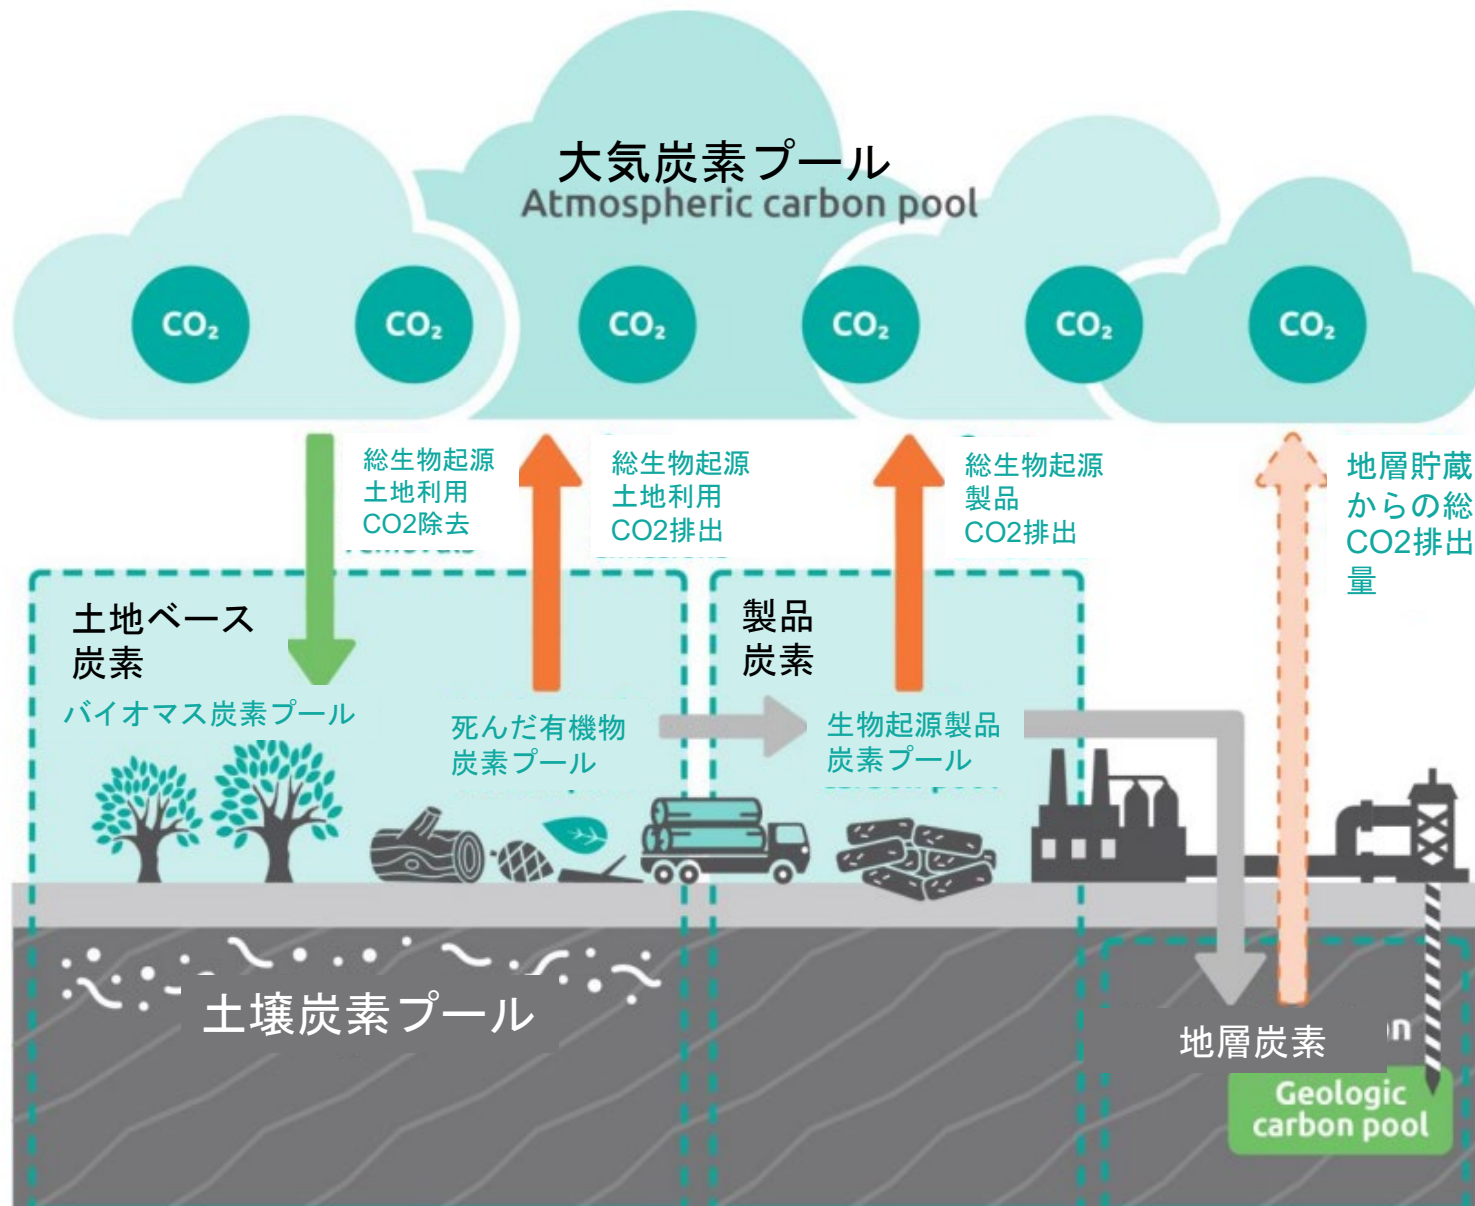 大気炭素プール
Atmospheric carbon pool
CO₂
CO₂
CO₂
CO₂
CO₂
CO₂
総生物起源
土地利用
CO2除去
総生物起源
土地利用
CO2排出
総生物起源
製品
CO2排出
地層貯蔵
からの総
CO2排出
量
土地ベース
炭素
バイオマス炭素プール
死んだ有機物
炭素プール
製品
炭素
生物起源製品
炭素プール
土壌炭素プール
地層炭素
Geologic
carbon pool